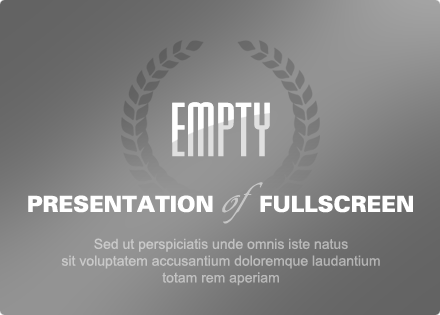 EMPTY
PRESENTATION of FULLSCREEN
Sed ut perspiciatis unde omnis iste natus
sit voluptatem accusantium doloremque laudantium
totam rem aperiam